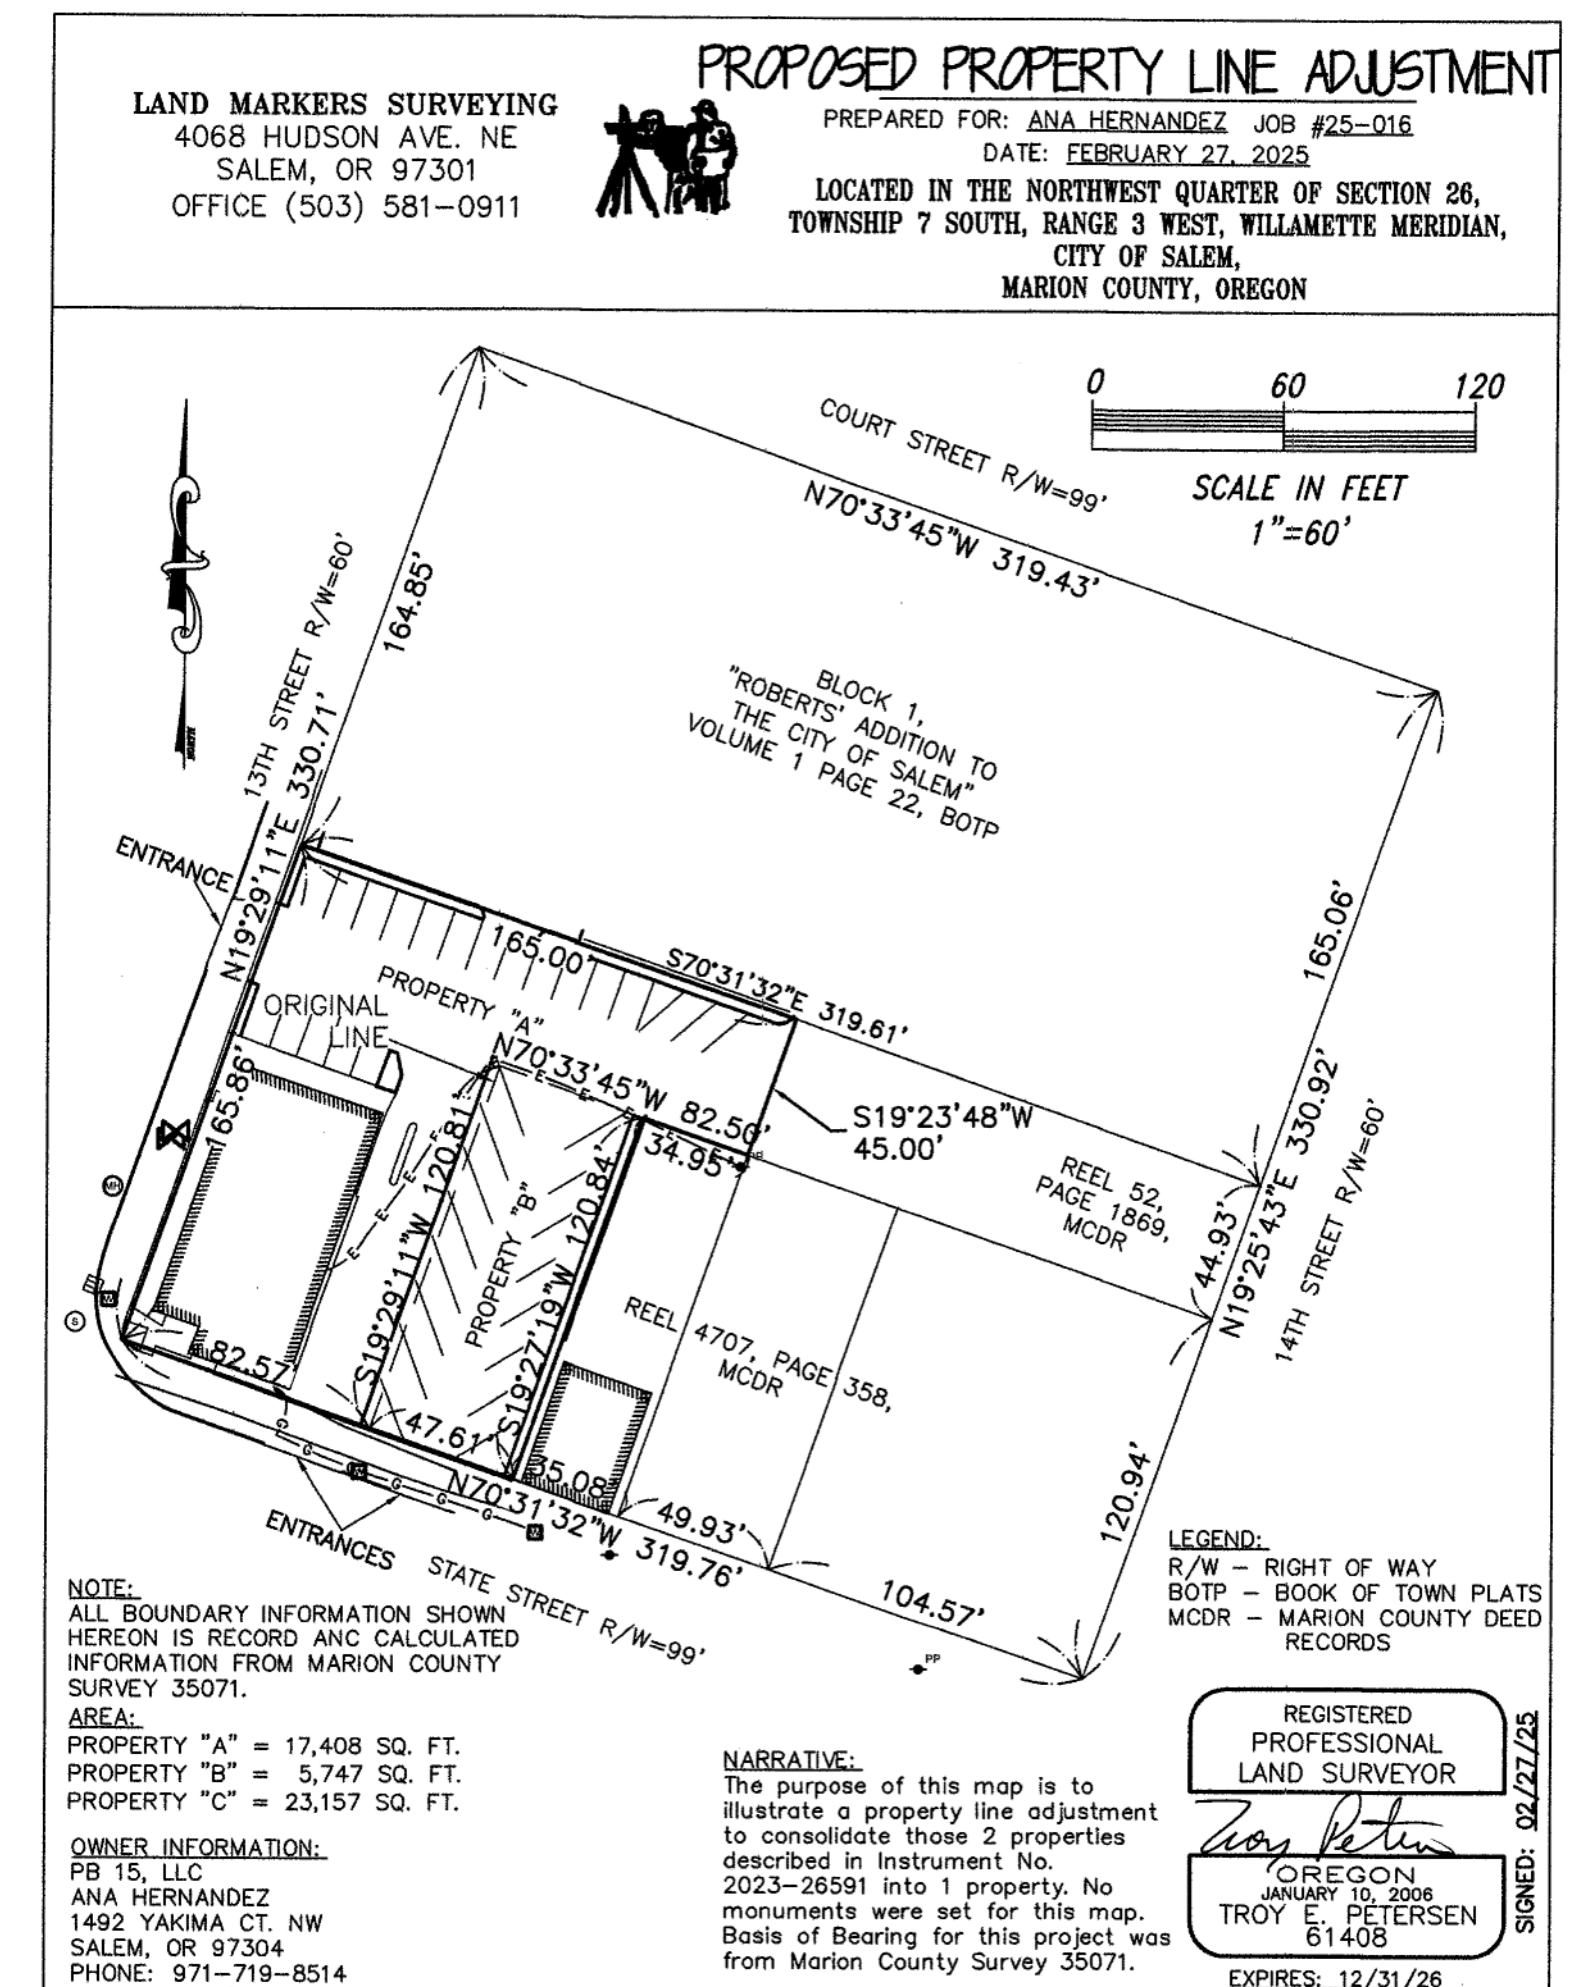 LAND MARKERS SURVEYING
4068 HUDSON AVE. NE
SALEM, OR 97301
OFFICE (503) 581-0911
PROPOSED PROPERTY LINE ADJUSTMENT
PREPARED FOR: ANA HERNANDEZ JOB #25-016
DATE: FEBRUARY 27, 2025
LOCATED IN THE NORTHWEST QUARTER OF SECTION 26,
TOWNSHIP 7 SOUTH, RANGE 3 WEST, WILLAMETTE MERIDIAN,
CITY OF SALEM,
MARION COUNTY, OREGON
0 60 120
SCALE IN FEET
1"=60'
NORTH
COURT STREET R/W=99'
N70°33'45"W 319.43'
13TH STREET R/W=60'
164.85'
N19°29'11"E 330.71'
BLOCK 1,
"ROBERTS' ADDITION TO
THE CITY OF SALEM"
VOLUME 1 PAGE 22, BOTP
ENTRANCE
165.06'
165.00'
S70°31'32"E 319.61'
PROPERTY "A"
ORIGINAL
LINE
N70°33'45"W 82.50'
34.95'
S19°23'48"W
45.00'
165.86'
S19°29'11"W 120.81'
PROPERTY "B"
S19°27'19"W 120.84'
REEL 52,
PAGE 1869,
MCDR
44.93'
N19°25'43"E 330.92'
14TH STREET R/W=60'
REEL 4707, PAGE 358,
MCDR
MH
S
W
E
E
E
E
E
E
E
PP
82.57'
47.61'
35.08'
49.93'
104.57'
120.94'
N70°31'32"W 319.76'
G
G
G
G
G
G
W
W
ENTRANCES
STATE STREET R/W=99'
PP
LEGEND:
R/W - RIGHT OF WAY
BOTP - BOOK OF TOWN PLATS
MCDR - MARION COUNTY DEED
RECORDS
NOTE:
ALL BOUNDARY INFORMATION SHOWN
HEREON IS RECORD ANC CALCULATED
INFORMATION FROM MARION COUNTY
SURVEY 35071.
AREA:
PROPERTY "A" = 17,408 SQ. FT.
PROPERTY "B" = 5,747 SQ. FT.
PROPERTY "C" = 23,157 SQ. FT.
OWNER INFORMATION:
PB 15, LLC
ANA HERNANDEZ
1492 YAKIMA CT. NW
SALEM, OR 97304
PHONE: 971-719-8514
NARRATIVE:
The purpose of this map is to
illustrate a property line adjustment
to consolidate those 2 properties
described in Instrument No.
2023-26591 into 1 property. No
monuments were set for this map.
Basis of Bearing for this project was
from Marion County Survey 35071.
REGISTERED
PROFESSIONAL
LAND SURVEYOR
Troy Peters
OREGON
JANUARY 10, 2006
TROY E. PETERSEN
61408
EXPIRES: 12/31/26
SIGNED: 02/27/25